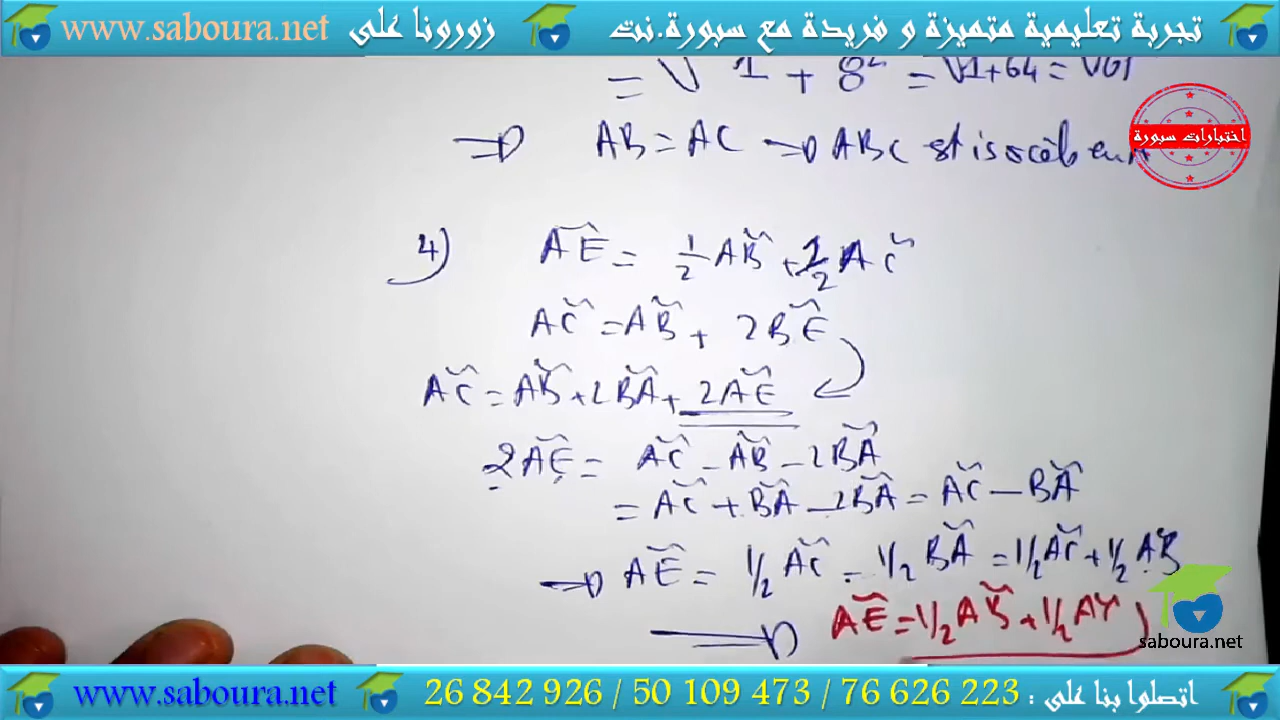 www.saboura.net زورونا على تجربة تعليمية متميزة و فريدة مع سبورة.نت
= √ 1 + 8² = √1+64 = √65
اختبارات سبورة
⇒ AB = AC ⇒ ABC est isocèle en A
4) AE = 1/2 AB + 1/2 AC
AC = AB + 2BE
AC = AB + 2BA + 2AE
2AE = AC - AB - 2BA
= AC + BA - 2BA = AC - BA
⇒ AE = 1/2 AC - 1/2 BA = 1/2 AC + 1/2 AB
⇒ AE = 1/2 AB + 1/2 AC
saboura.net
www.saboura.net 26 842 926 / 50 109 473 / 76 626 223 : اتصلوا بنا على